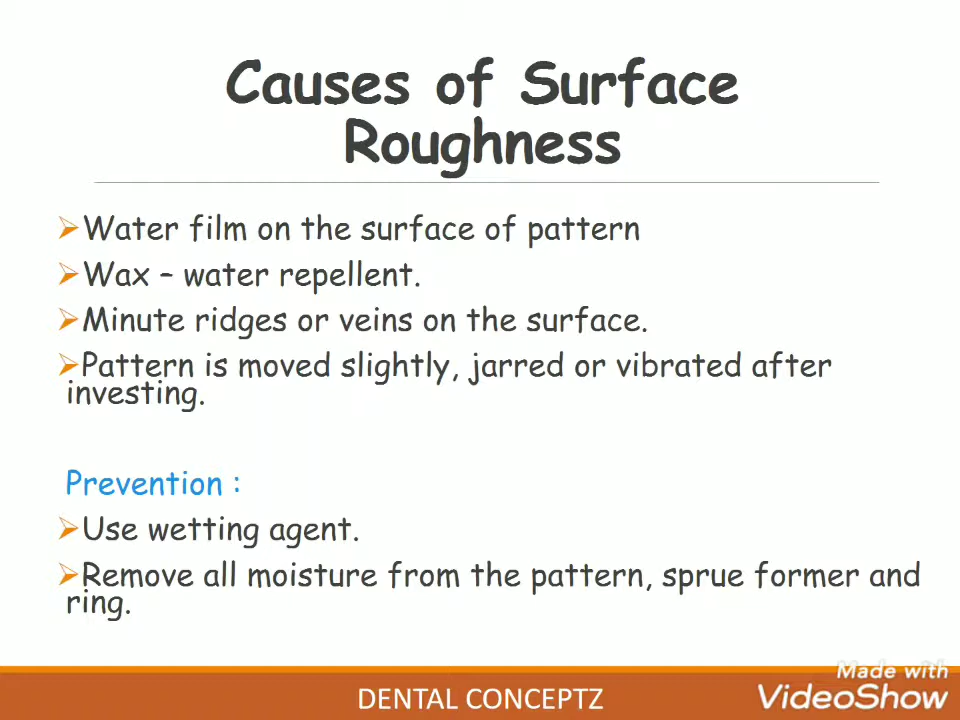 Causes of Surface
Roughness
➢Water film on the surface of pattern
➢Wax – water repellent.
➢Minute ridges or veins on the surface.
➢Pattern is moved slightly, jarred or vibrated after
investing.
Prevention :
➢Use wetting agent.
➢Remove all moisture from the pattern, sprue former and
ring.
DENTAL CONCEPTZ
Made with
VideoShow